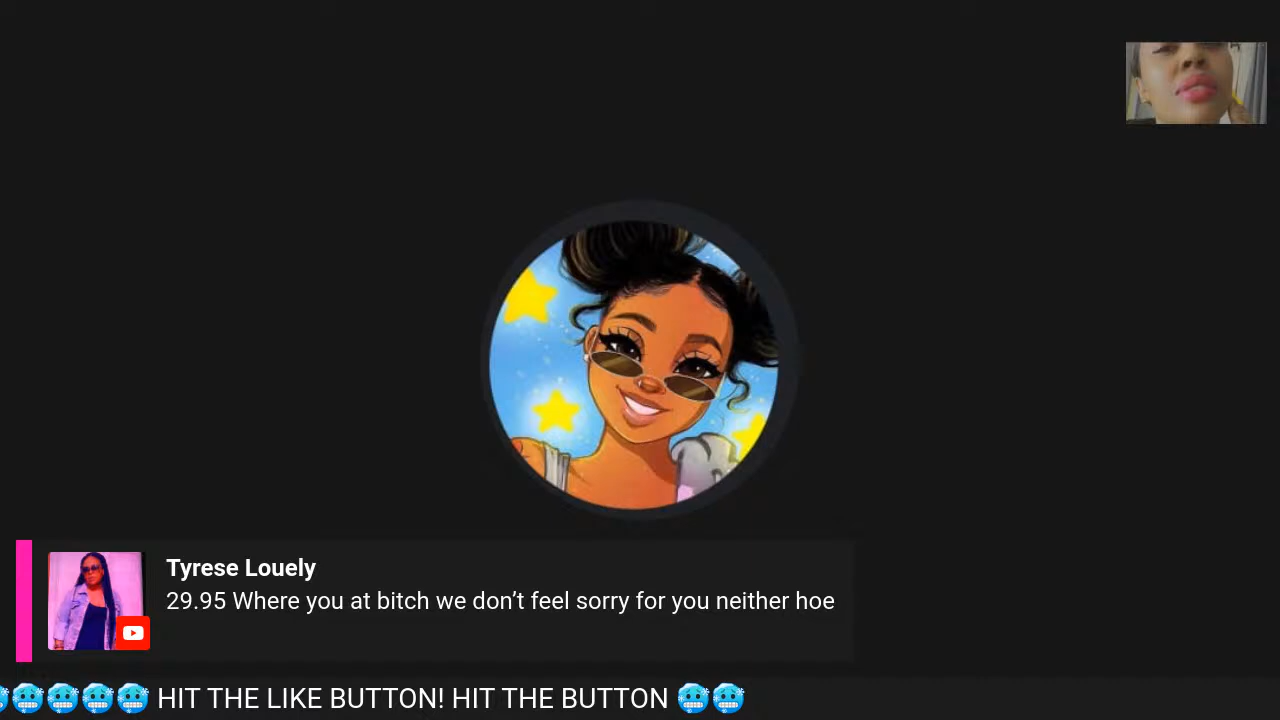 Tyrese Louely
29.95 Where you at bitch we don’t feel sorry for you neither hoe
🥶🥶🥶🥶🥶 HIT THE LIKE BUTTON! HIT THE BUTTON 🥶🥶